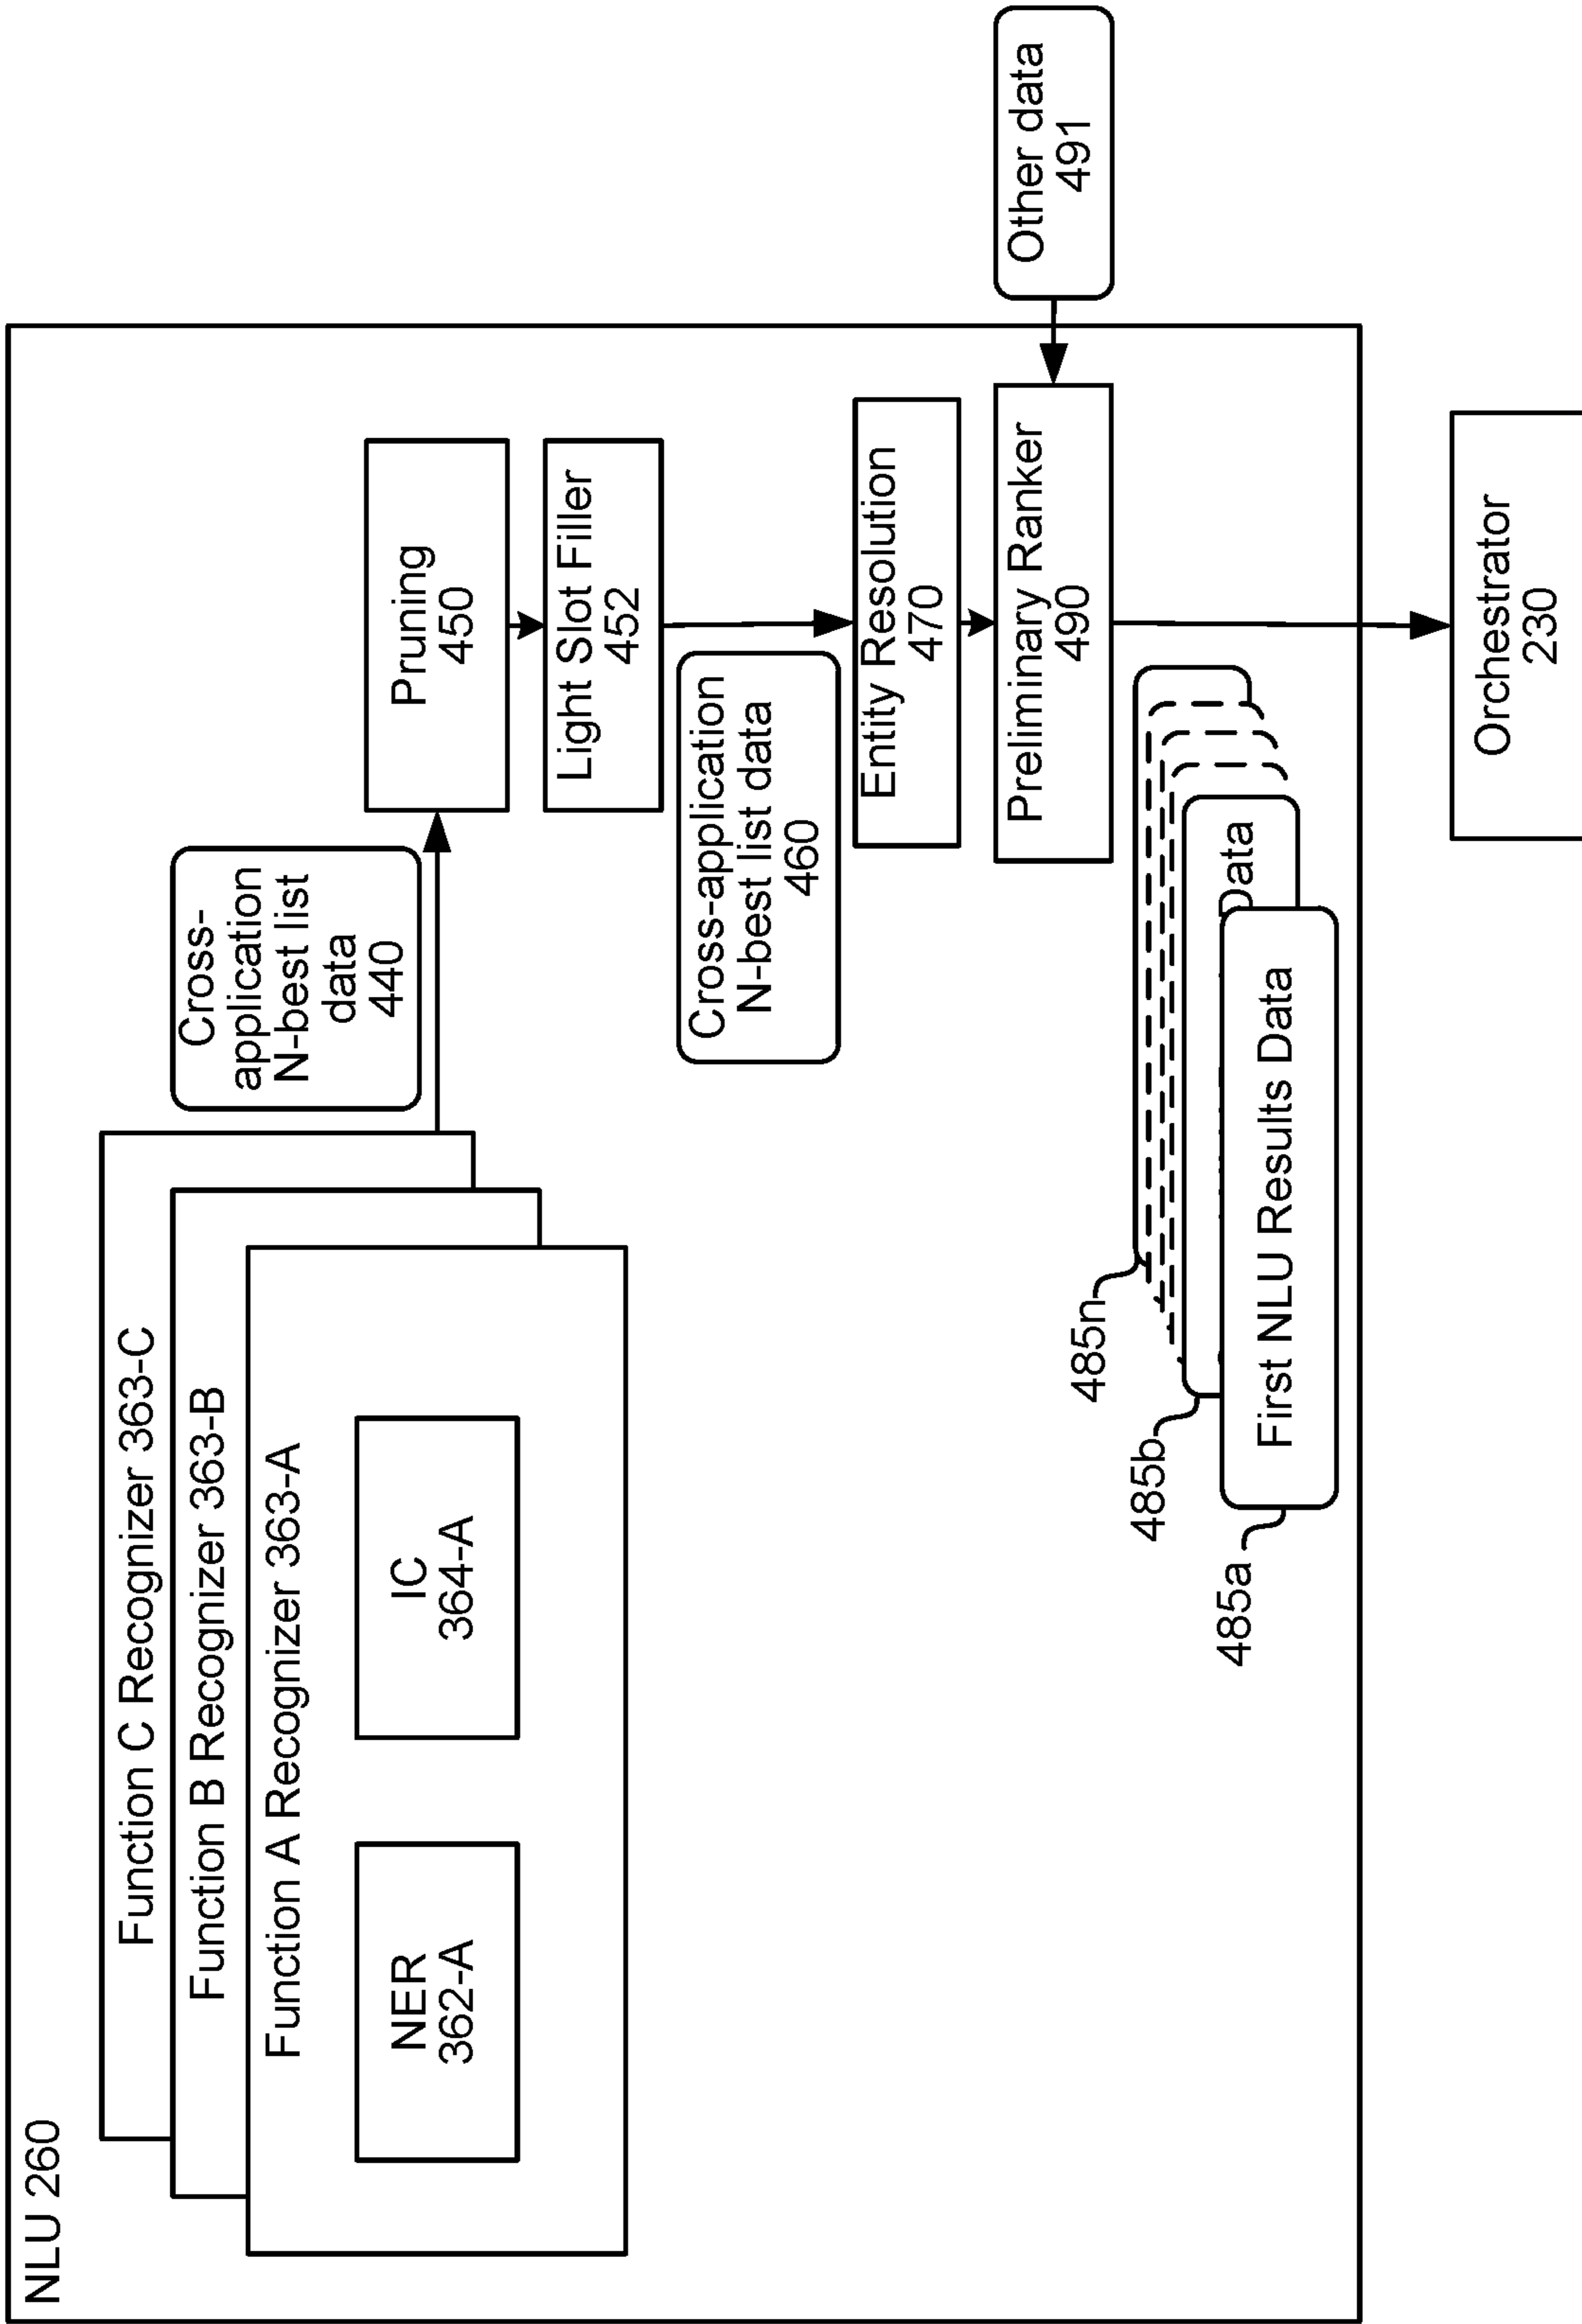 NLU 260
Function C Recognizer 363-C
Function B Recognizer 363-B
Function A Recognizer 363-A
NER
362-A
IC
364-A
Cross-
application
N-best list
data
440
Pruning
450
Light Slot Filler
452
Cross-application
N-best list data
460
Entity Resolution
470
Preliminary Ranker
490
Other data
491
485n
485b
485a
Data
First NLU Results Data
Orchestrator
230